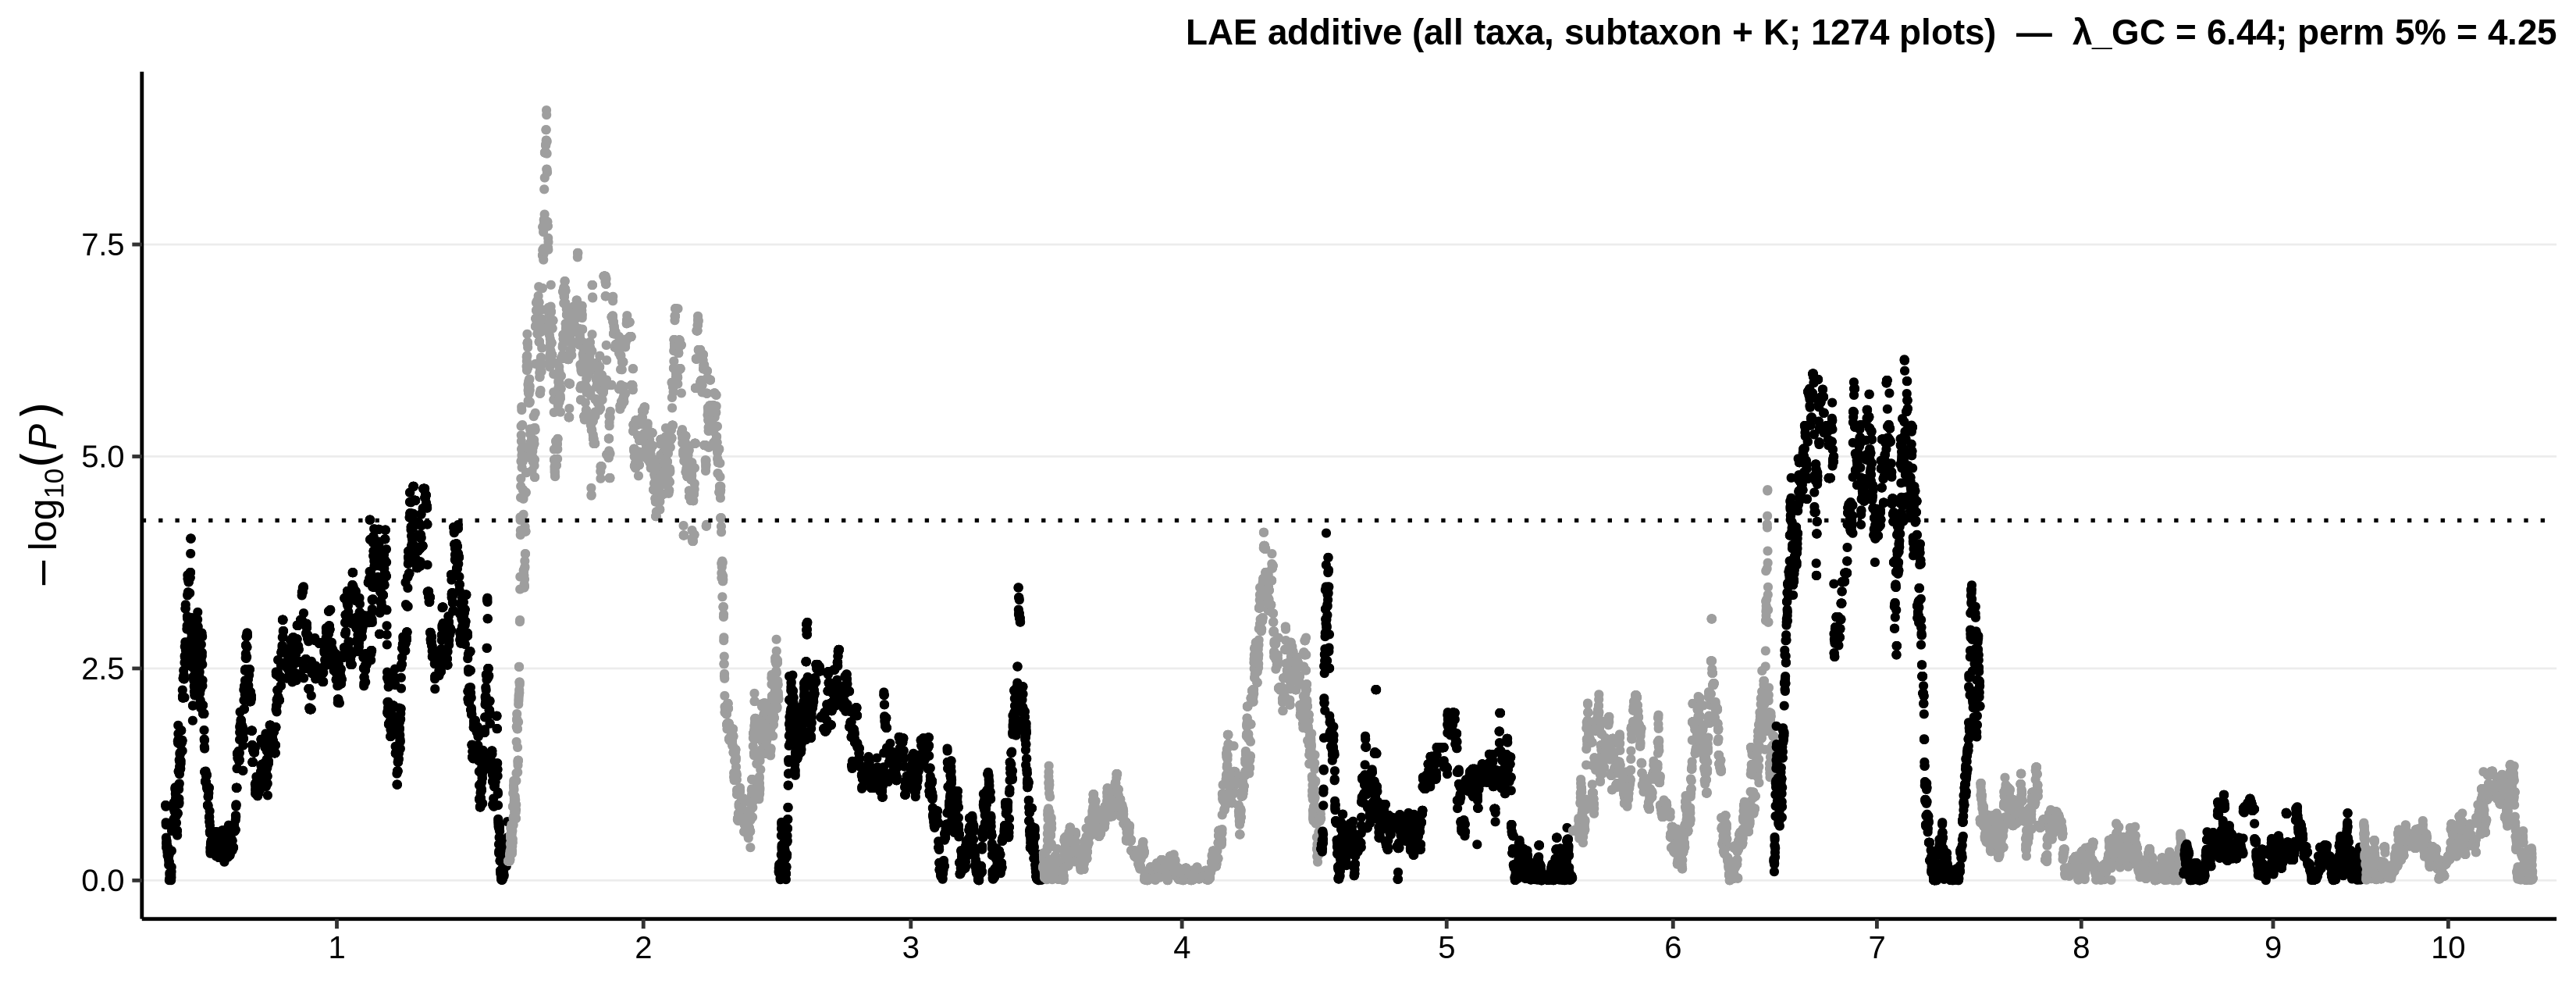 LAE additive (all taxa, subtaxon + K; 1274 plots) — λ_GC = 6.44; perm 5% = 4.25
− log10(P)
7.5
5.0
2.5
0.0
1 2 3 4 5 6 7 8 9 10